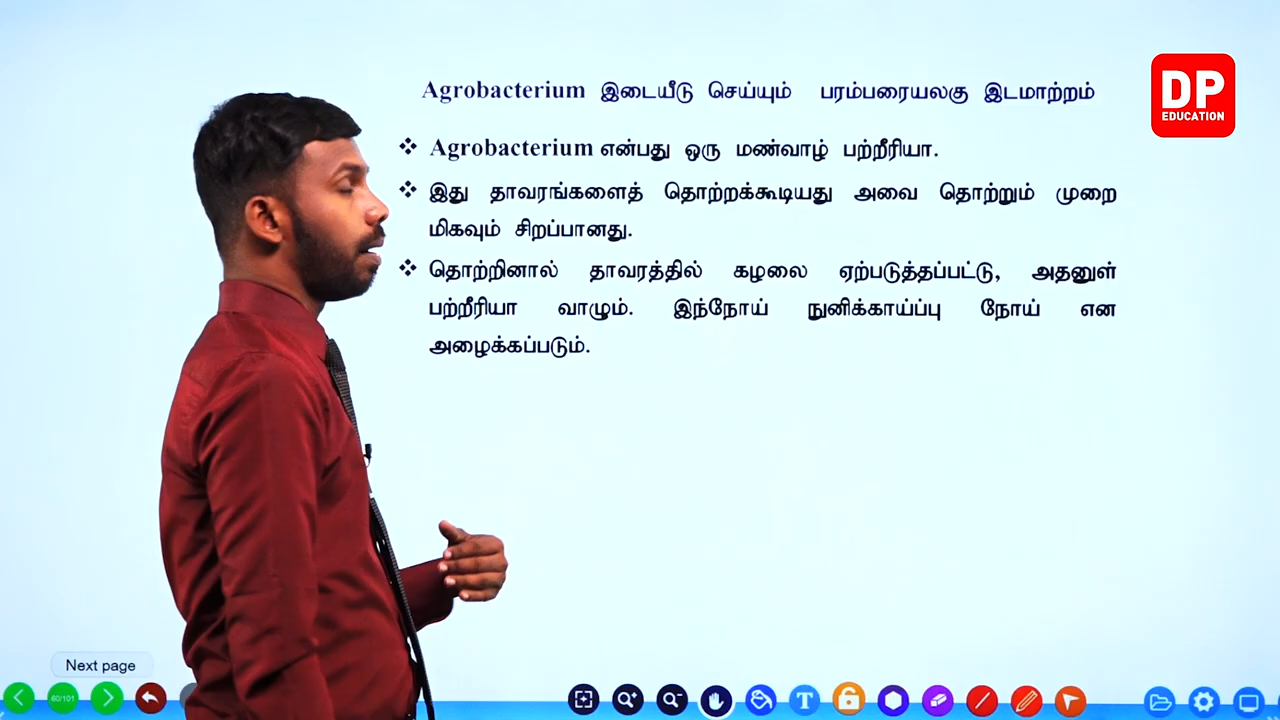 Agrobacterium இடையீடு செய்யும் பரம்பரையலகு இடமாற்றம்
DP
EDUCATION
❖ Agrobacterium என்பது ஒரு மண்வாழ் பற்றீரியா.
❖ இது தாவரங்களைத் தொற்றக்கூடியது அவை தொற்றும் முறை
மிகவும் சிறப்பானது.
❖ தொற்றினால் தாவரத்தில் கழலை ஏற்படுத்தப்பட்டு, அதனுள்
பற்றீரியா வாழும். இந்நோய் நுனிக்காய்ப்பு நோய் என
அழைக்கப்படும்.
Next page
60/101
T